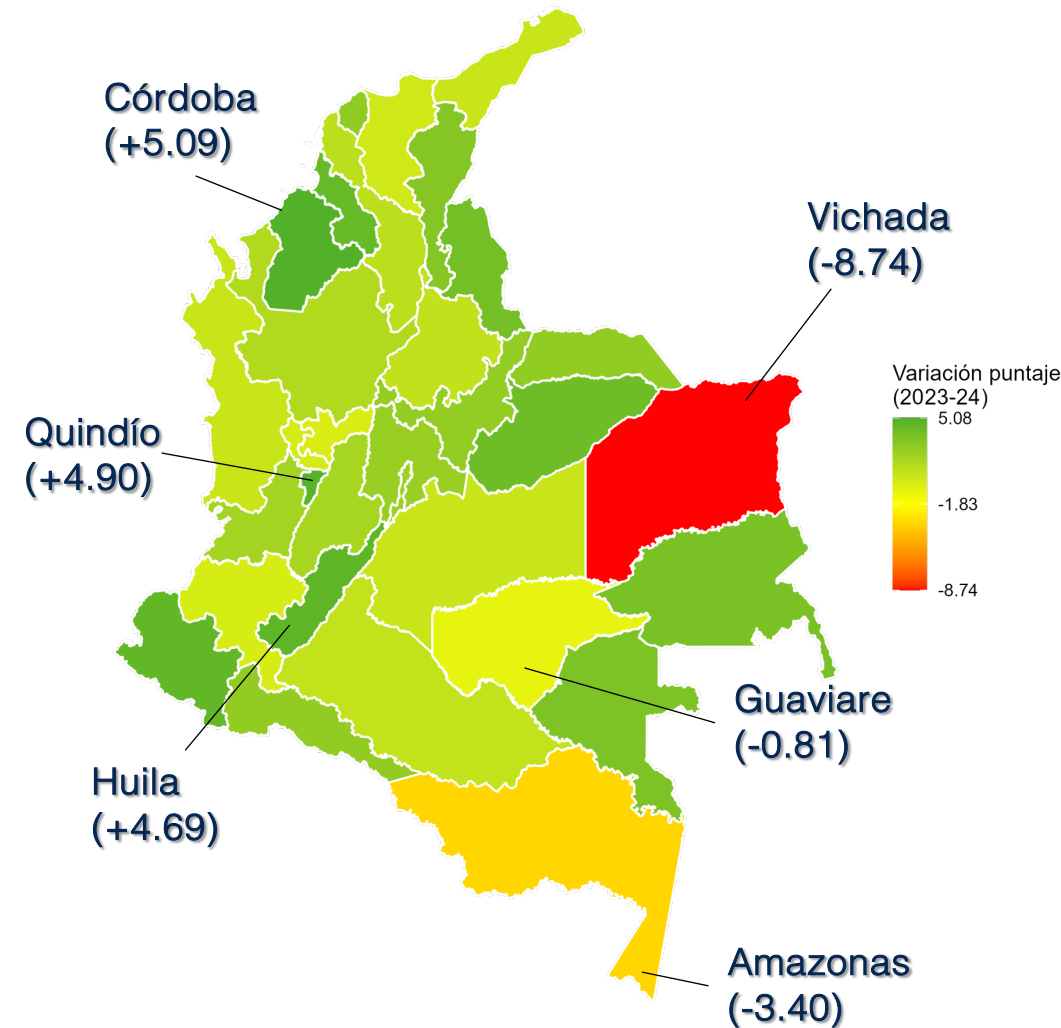 Córdoba
(+5.09)
Vichada
(-8.74)
Variación puntaje
(2023-24)
5.08
-1.83
-8.74
Quindío
(+4.90)
Guaviare
(-0.81)
Huila
(+4.69)
Amazonas
(-3.40)